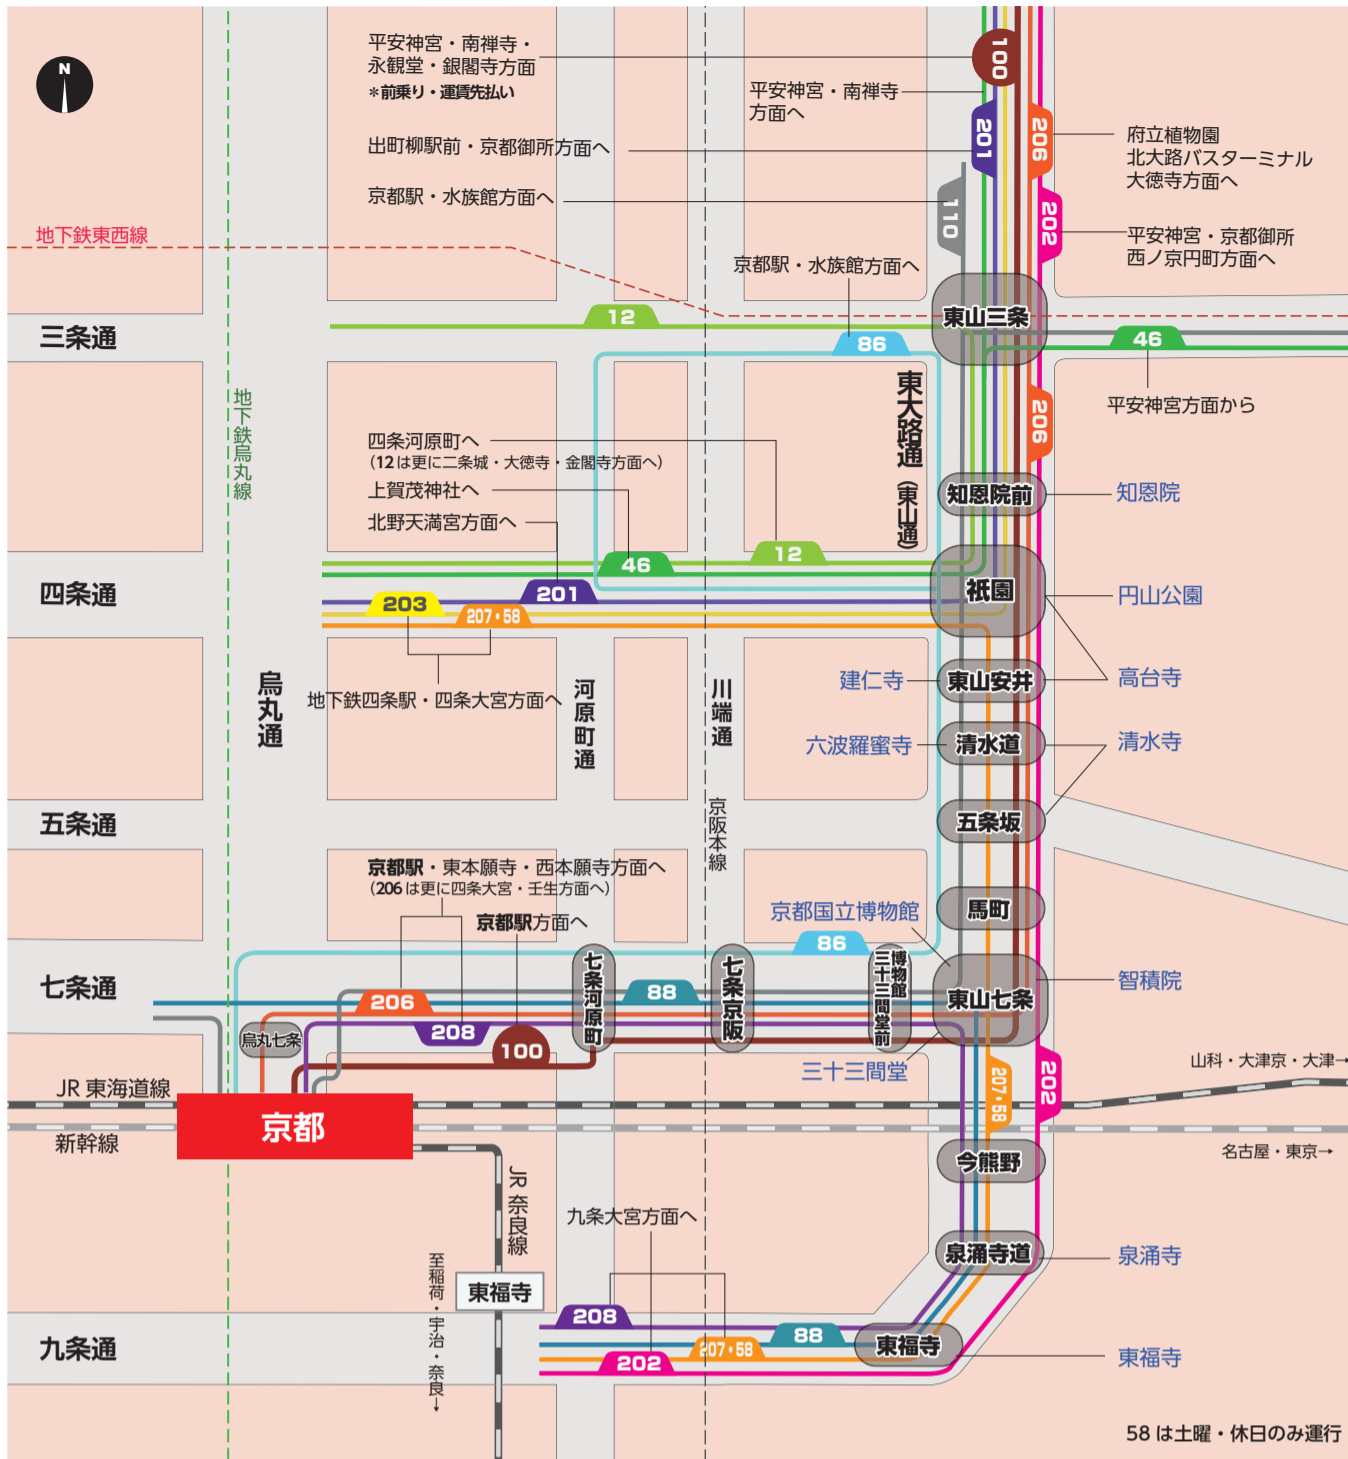 N
平安神宮・南禅寺・
永観堂・銀閣寺方面
＊前乗り・運賃先払い
100
平安神宮・南禅寺
方面へ
出町柳駅前・京都御所方面へ
201
206
府立植物園
北大路バスターミナル
大徳寺方面へ
京都駅・水族館方面へ
110
202
平安神宮・京都御所
西ノ京円町方面へ
地下鉄東西線
京都駅・水族館方面へ
三条通
12
86
東山三条
46
平安神宮方面から
地下鉄烏丸線
東大路通（東山通）
206
四条河原町へ
（12は更に二条城・大徳寺・金閣寺方面へ）
上賀茂神社へ
北野天満宮方面へ
知恩院前
知恩院
四条通
46
12
201
203
207・58
祇園
円山公園
地下鉄四条駅・四条大宮方面へ
烏丸通
河原町通
川端通
建仁寺
東山安井
高台寺
六波羅蜜寺
清水道
清水寺
五条通
京阪本線
五条坂
京都駅・東本願寺・西本願寺方面へ
（206は更に四条大宮・壬生方面へ）
京都駅方面へ
京都国立博物館
馬町
86
七条通
七条河原町
七条京阪
博物館
三十三間堂前
東山七条
智積院
88
206
208
100
烏丸七条
三十三間堂
207・58
202
山科・大津京・大津→
JR東海道線
京都
新幹線
名古屋・東京→
今熊野
JR奈良線
九条大宮方面へ
泉涌寺道
泉涌寺
至稲荷・宇治・奈良→
東福寺
九条通
208
88
207・58
202
東福寺
東福寺
58は土曜・休日のみ運行